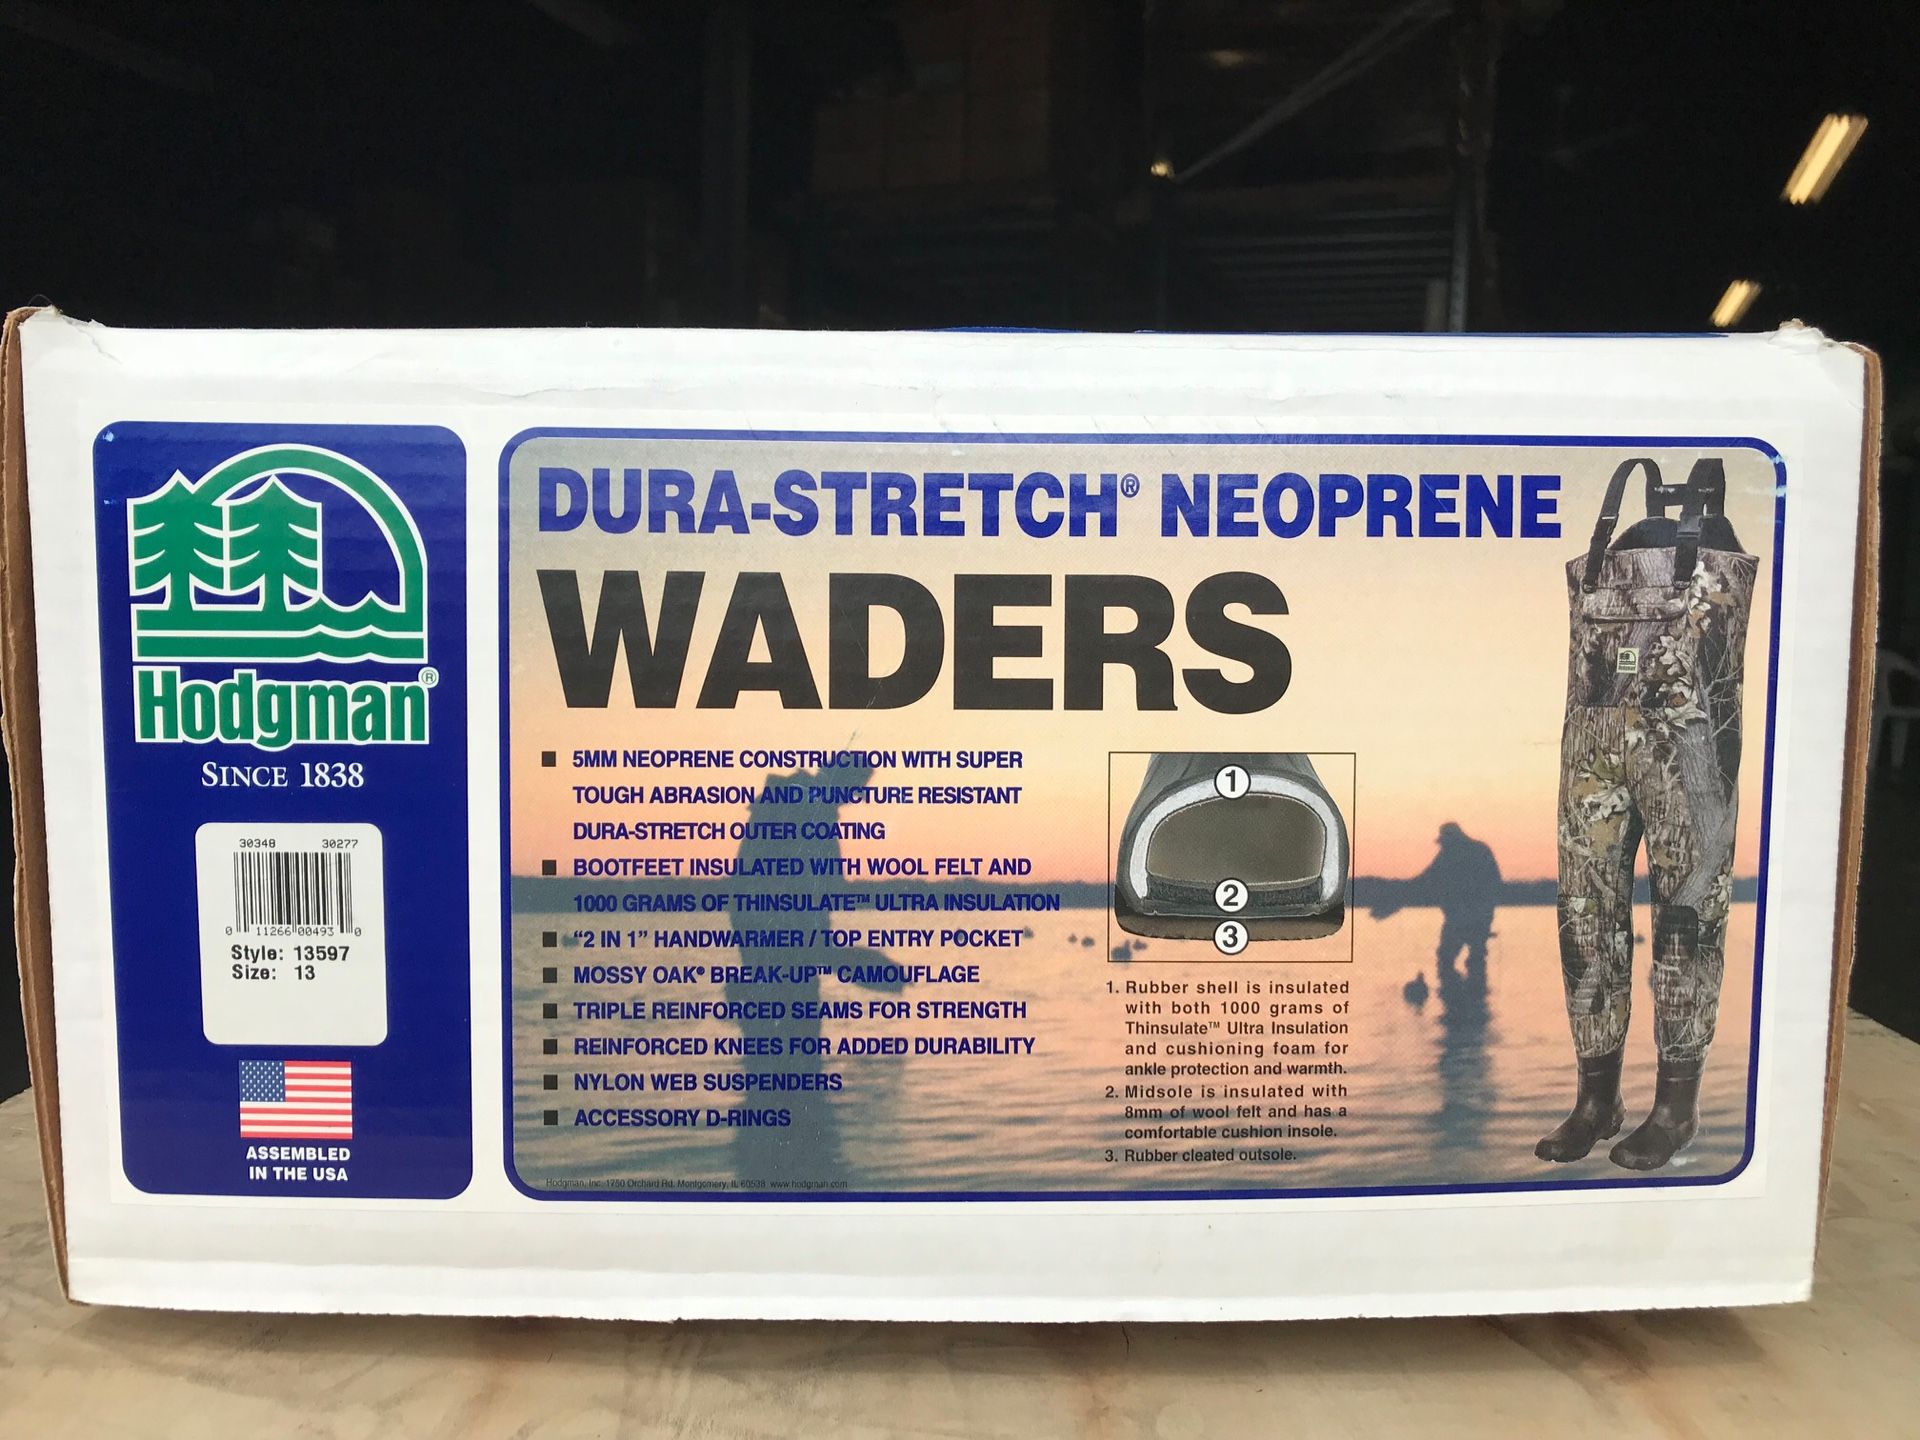 Hodgman®
SINCE 1838
30348 30277
0 11266 00493 0
Style: 13597
Size: 13
ASSEMBLED
IN THE USA
DURA-STRETCH® NEOPRENE
WADERS
■ 5MM NEOPRENE CONSTRUCTION WITH SUPER
TOUGH ABRASION AND PUNCTURE RESISTANT
DURA-STRETCH OUTER COATING
■ BOOTFEET INSULATED WITH WOOL FELT AND
1000 GRAMS OF THINSULATE™ ULTRA INSULATION
■ “2 IN 1” HANDWARMER / TOP ENTRY POCKET
■ MOSSY OAK® BREAK-UP™ CAMOUFLAGE
■ TRIPLE REINFORCED SEAMS FOR STRENGTH
■ REINFORCED KNEES FOR ADDED DURABILITY
■ NYLON WEB SUSPENDERS
■ ACCESSORY D-RINGS
Hodgman, Inc. 1750 Orchard Rd. Montgomery, IL 60538 www.hodgman.com
1
2
3
1. Rubber shell is insulated
with both 1000 grams of
Thinsulate™ Ultra Insulation
and cushioning foam for
ankle protection and warmth.
2. Midsole is insulated with
8mm of wool felt and has a
comfortable cushion insole.
3. Rubber cleated outsole.
Hodgman